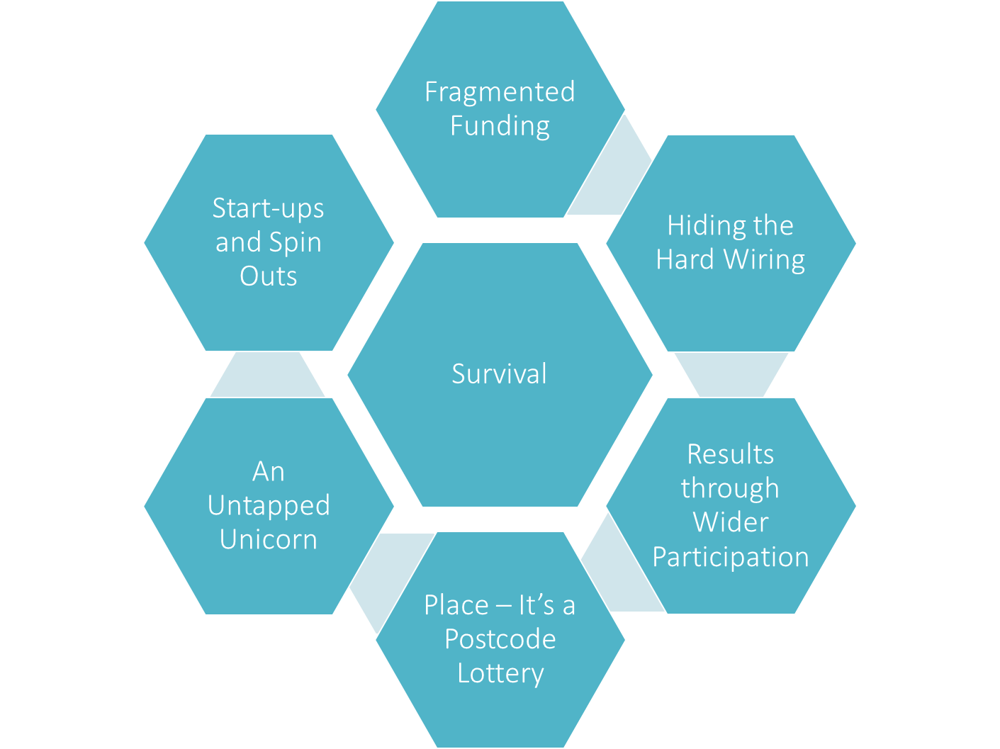 Fragmented
Funding
Hiding the
Hard Wiring
Results
through
Wider
Participation
Place – It’s a
Postcode
Lottery
An
Untapped
Unicorn
Start-ups
and Spin
Outs
Survival